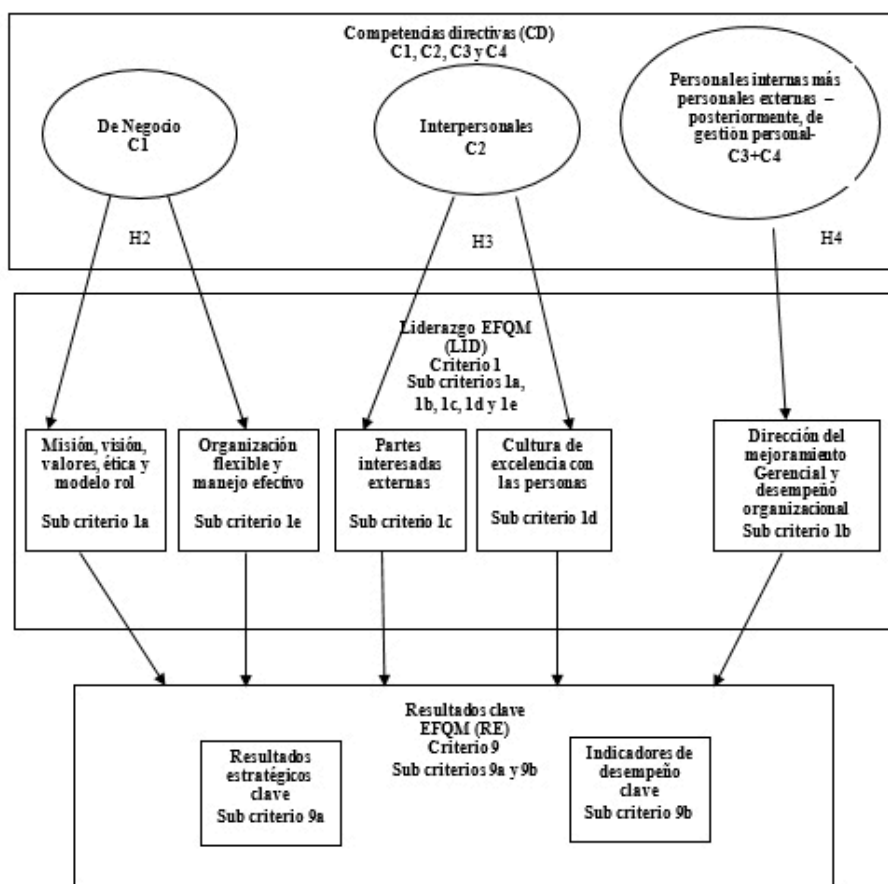 Competencias directivas (CD)
C1, C2, C3 y C4
De Negocio
C1
Interpersonales
C2
Personales internas más
personales externas –
posteriormente, de
gestión personal-
C3+C4
H2
H3
H4
Liderazgo EFQM
(LID)
Criterio 1
Sub criterios 1a,
1b, 1c, 1d y 1e
Misión, visión,
valores, ética y
modelo rol
Sub criterio 1a
Organización
flexible y
manejo efectivo
Sub criterio 1e
Partes
interesadas
externas
Sub criterio 1c
Cultura de
excelencia con
las personas
Sub criterio 1d
Dirección del
mejoramiento
Gerencial y
desempeño
organizacional
Sub criterio 1b
Resultados clave
EFQM (RE)
Criterio 9
Sub criterios 9a y 9b
Resultados
estratégicos
clave
Sub criterio 9a
Indicadores de
desempeño
clave
Sub criterio 9b